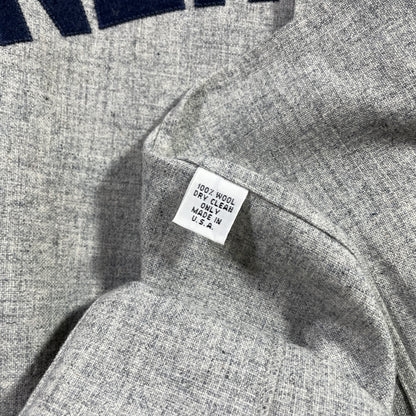 100% WOOL
DRY CLEAN
ONLY
MADE IN
U.S.A.